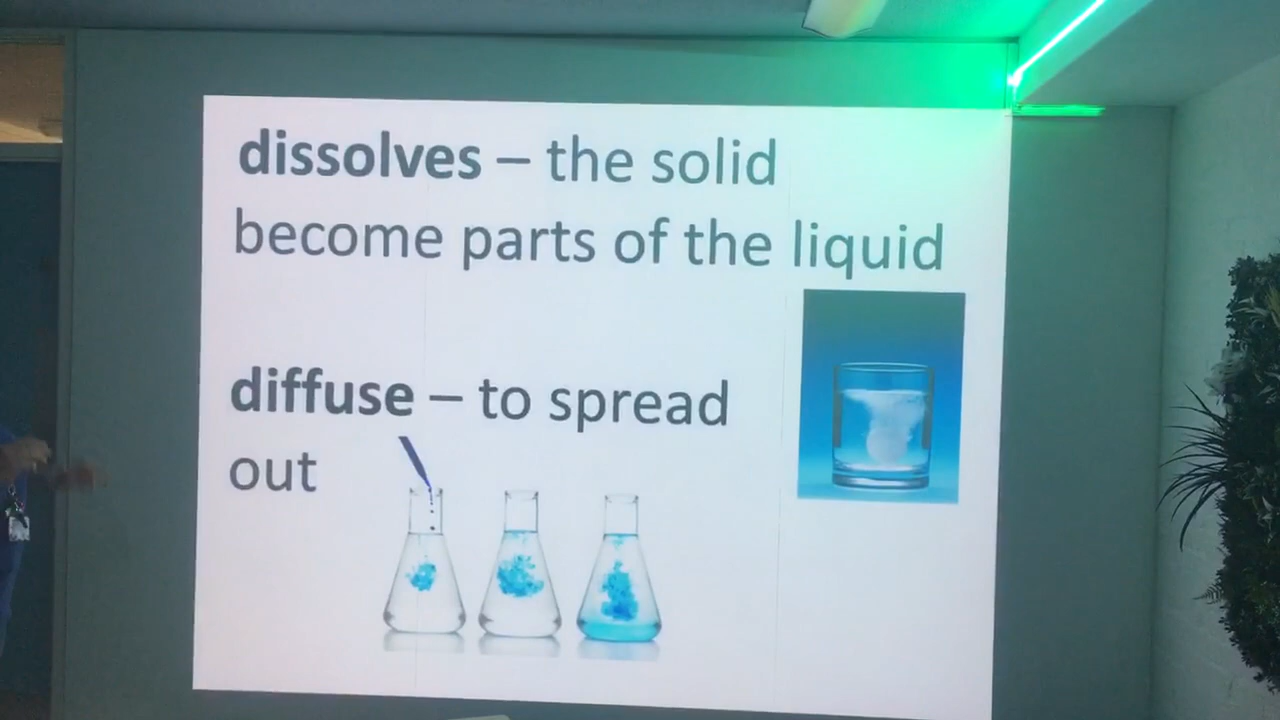 dissolves – the solid
become parts of the liquid
diffuse – to spread
out